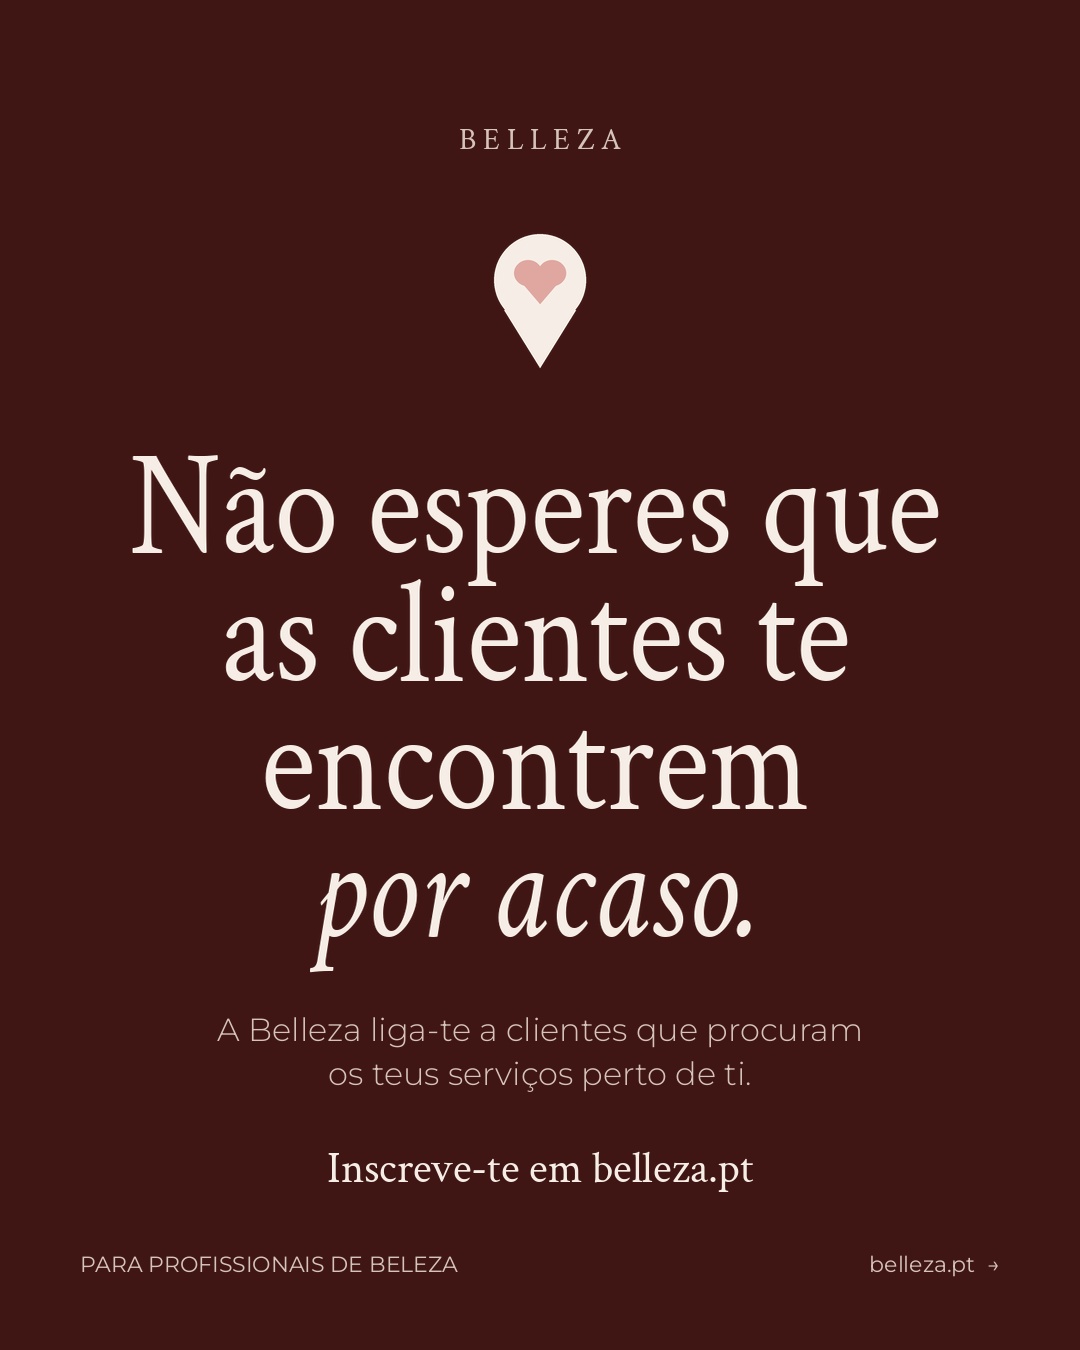 BELLEZA
Não esperes que
as clientes te
encontrem
por acaso.
A Belleza liga-te a clientes que procuram
os teus serviços perto de ti.
Inscreve-te em belleza.pt
PARA PROFISSIONAIS DE BELEZA
belleza.pt →